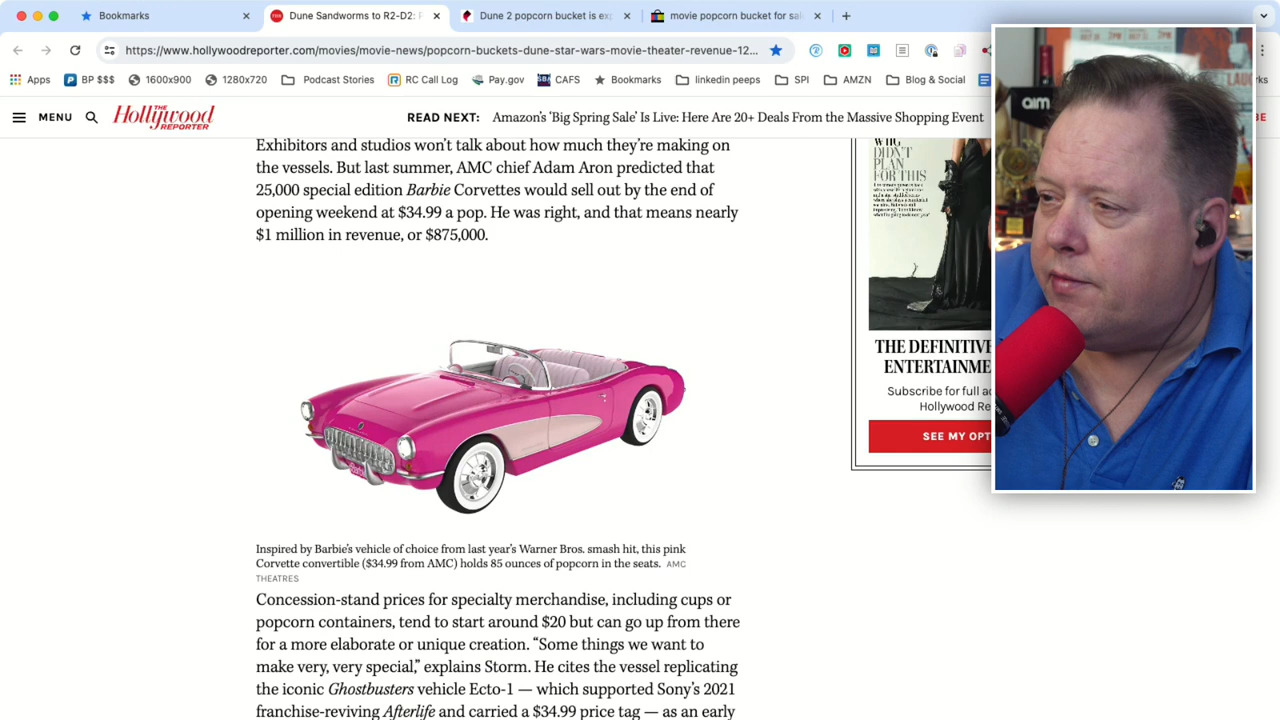 Bookmarks
Dune Sandworms to R2-D2:
Dune 2 popcorn bucket is ex
movie popcorn bucket for sal
https://www.hollywoodreporter.com/movies/movie-news/popcorn-buckets-dune-star-wars-movie-theater-revenue-12...
Apps
BP $$$
1600x900
1280x720
Podcast Stories
RC Call Log
Pay.gov
CAFS
Bookmarks
linkedin peeps
SPI
AMZN
Blog & Social
MENU
THE Hollywood REPORTER
READ NEXT: Amazon's 'Big Spring Sale' Is Live: Here Are 20+ Deals From the Massive Shopping Event
Exhibitors and studios won't talk about how much they're making on
the vessels. But last summer, AMC chief Adam Aron predicted that
25,000 special edition Barbie Corvettes would sell out by the end of
opening weekend at $34.99 a pop. He was right, and that means nearly
$1 million in revenue, or $875,000.
WHO
DIDN'T
PLAN
FOR THIS
THE DEFINITIVE
ENTERTAINME
Subscribe for full ac
Hollywood Re
SEE MY OPT
aim
Inspired by Barbie's vehicle of choice from last year's Warner Bros. smash hit, this pink
Corvette convertible ($34.99 from AMC) holds 85 ounces of popcorn in the seats. AMC
THEATRES
Concession-stand prices for specialty merchandise, including cups or
popcorn containers, tend to start around $20 but can go up from there
for a more elaborate or unique creation. “Some things we want to
make very, very special,” explains Storm. He cites the vessel replicating
the iconic Ghostbusters vehicle Ecto-1 — which supported Sony's 2021
franchise-reviving Afterlife and carried a $34.99 price tag — as an early